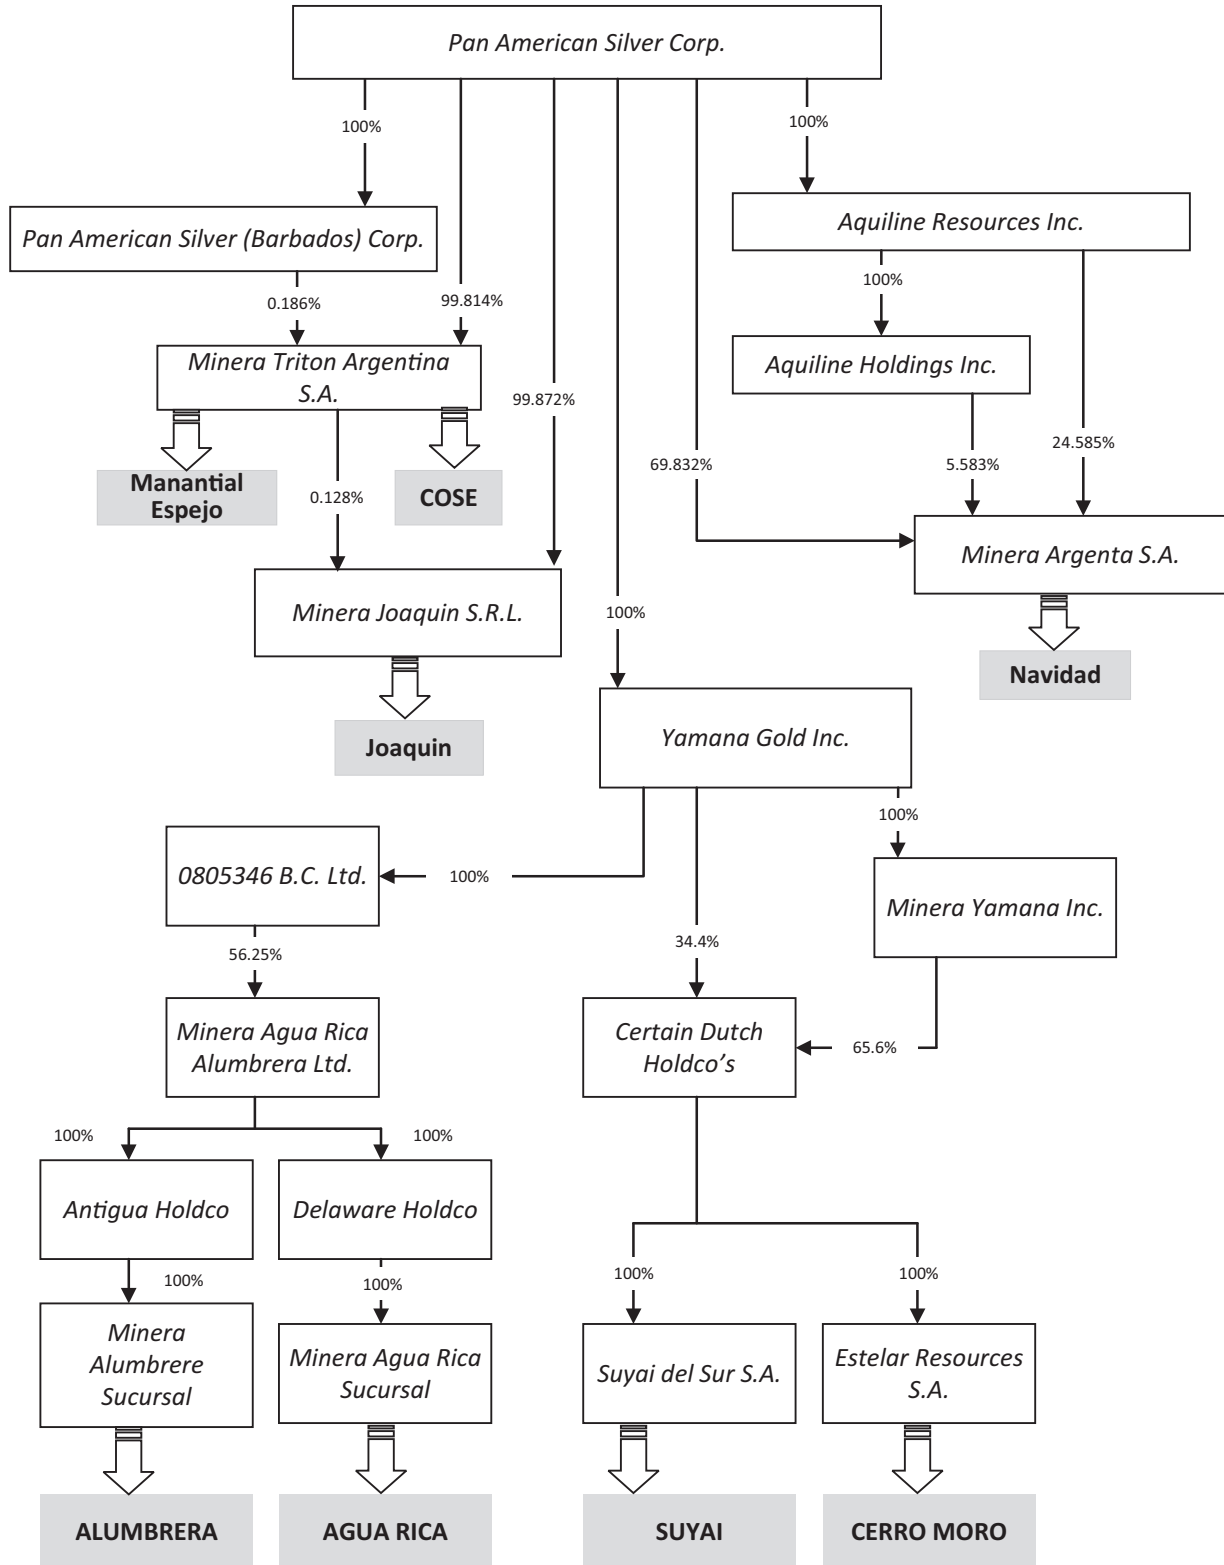 Pan American Silver Corp.
100%
100%
Pan American Silver (Barbados) Corp.
Aquiline Resources Inc.
0.186%
99.814%
100%
Minera Triton Argentina
S.A.
Aquiline Holdings Inc.
99.872%
69.832%
5.583%
24.585%
Manantial
Espejo
0.128%
COSE
Minera Argenta S.A.
Minera Joaquin S.R.L.
100%
Navidad
Joaquin
Yamana Gold Inc.
100%
0805346 B.C. Ltd.
100%
Minera Yamana Inc.
56.25%
34.4%
Minera Agua Rica
Alumbrera Ltd.
Certain Dutch
Holdco’s
65.6%
100%
100%
Antigua Holdco
Delaware Holdco
100%
100%
100%
100%
Minera
Alumbrere
Sucursal
Minera Agua Rica
Sucursal
Suyai del Sur S.A.
Estelar Resources
S.A.
ALUMBRERA
AGUA RICA
SUYAI
CERRO MORO